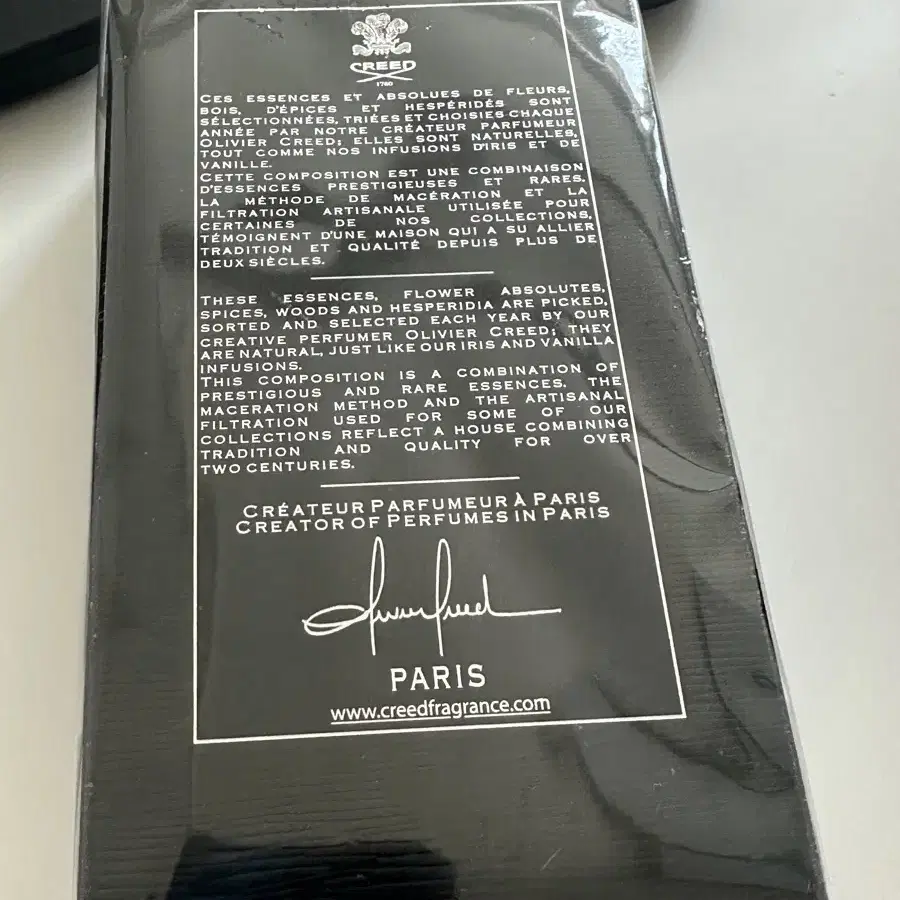 CREED
1760
CES ESSENCES ET ABSOLUES DE FLEURS,
BOIS, D'ÉPICES ET HESPÉRIDÉS SONT
SÉLECTIONNÉES, TRIÉES ET CHOISIES CHAQUE
ANNÉE PAR NOTRE CRÉATEUR PARFUMEUR
OLIVIER CREED; ELLES SONT NATURELLES,
TOUT COMME NOS INFUSIONS D'IRIS ET DE
VANILLE.
CETTE COMPOSITION EST UNE COMBINAISON
D'ESSENCES PRESTIGIEUSES ET RARES.
LA MÉTHODE DE MACÉRATION ET LA
FILTRATION ARTISANALE UTILISÉE POUR
CERTAINES DE NOS COLLECTIONS,
TÉMOIGNENT D'UNE MAISON QUI A SU ALLIER
TRADITION ET QUALITÉ DEPUIS PLUS DE
DEUX SIÈCLES.
THESE ESSENCES, FLOWER ABSOLUTES,
SPICES, WOODS AND HESPERIDIA ARE PICKED,
SORTED AND SELECTED EACH YEAR BY OUR
CREATIVE PERFUMER OLIVIER CREED; THEY
ARE NATURAL, JUST LIKE OUR IRIS AND VANILLA
INFUSIONS.
THIS COMPOSITION IS A COMBINATION OF
PRESTIGIOUS AND RARE ESSENCES. THE
MACERATION METHOD AND THE ARTISANAL
FILTRATION USED FOR SOME OF OUR
COLLECTIONS REFLECT A HOUSE COMBINING
TRADITION AND QUALITY FOR OVER
TWO CENTURIES.
CRÉATEUR PARFUMEUR À PARIS
CREATOR OF PERFUMES IN PARIS
Olivier Creed
PARIS
www.creedfragrance.com